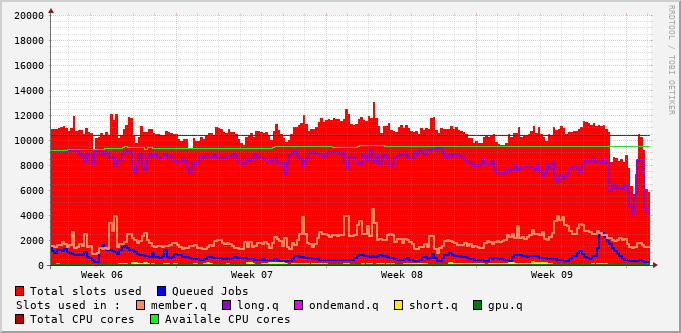 20000
18000
16000
14000
12000
10000
8000
6000
4000
2000
0
Week 06 Week 07 Week 08 Week 09
Total slots used Queued Jobs
Slots used in : member.q long.q ondemand.q short.q gpu.q
Total CPU cores Availale CPU cores
RRDTOOL / TOBI OETIKER